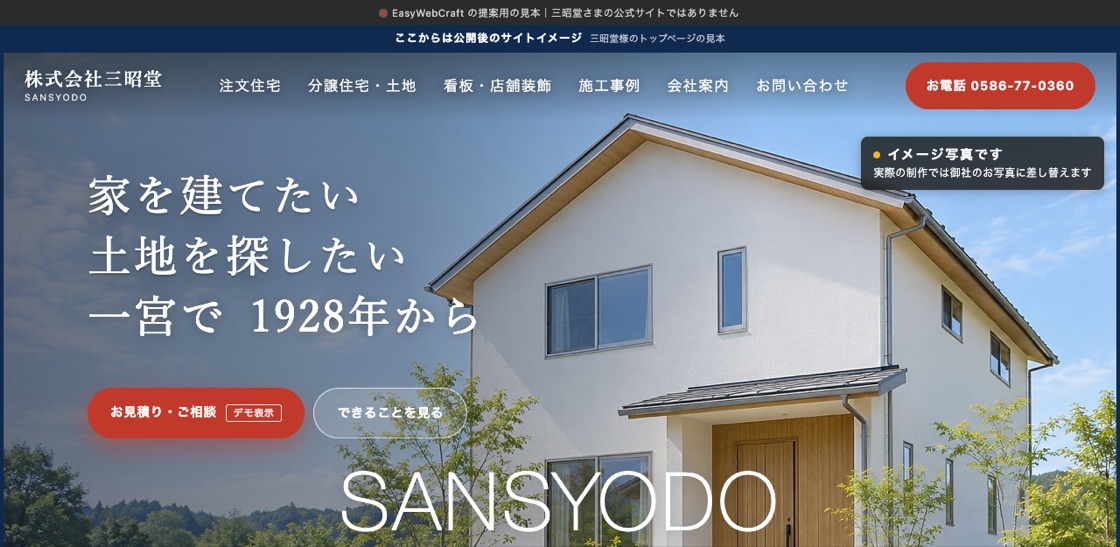 EasyWebCraft の提案用の見本｜三昭堂さまの公式サイトではありません
ここからは公開後のサイトイメージ 三昭堂様のトップページの見本
株式会社三昭堂
SANSYODO
注文住宅 分譲住宅・土地 看板・店舗装飾 施工事例 会社案内 お問い合わせ
お電話 0586-77-0360
イメージ写真です
実際の制作では御社のお写真に差し替えます
家を建てたい
土地を探したい
一宮で 1928年から
お見積り・ご相談 デモ表示
できることを見る
SANSYODO